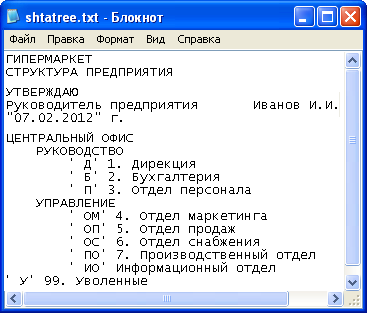 shtatree.txt - Блокнот
Файл Правка Формат Вид Справка
ГИПЕРМАРКЕТ
СТРУКТУРА ПРЕДПРИЯТИЯ
УТВЕРЖДАЮ
Руководитель предприятия Иванов И.И.
"07.02.2012" г.
ЦЕНТРАЛЬНЫЙ ОФИС
РУКОВОДСТВО
' Д' 1. Дирекция
' Б' 2. Бухгалтерия
' П' 3. Отдел персонала
УПРАВЛЕНИЕ
' ОМ' 4. Отдел маркетинга
' ОП' 5. Отдел продаж
' ОС' 6. Отдел снабжения
' ПО' 7. Производственный отдел
' ИО' Информационный отдел
' У' 99. Уволенные